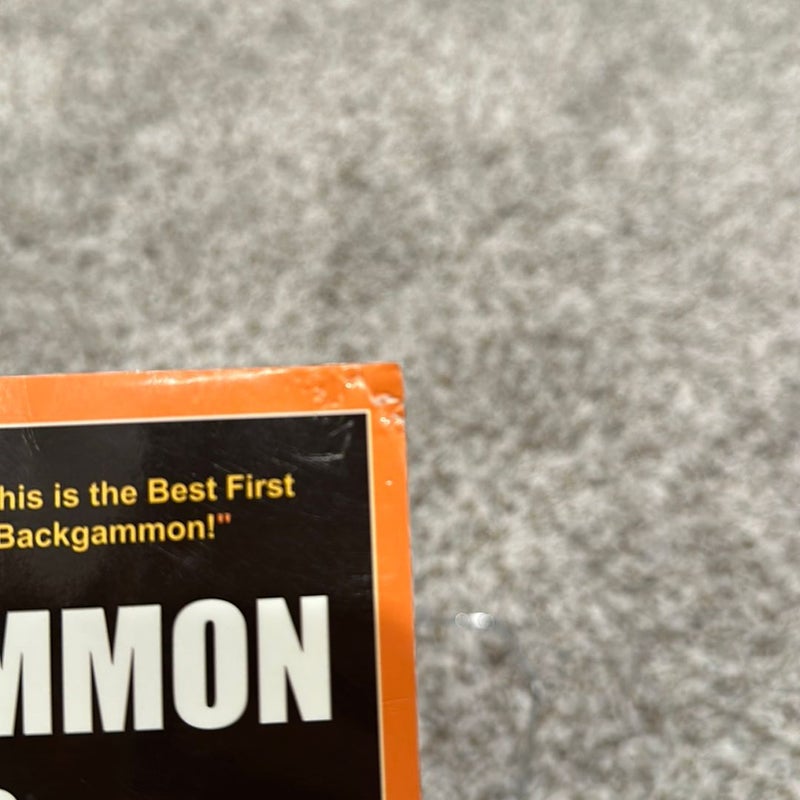 his is the Best First
Backgammon!"
MMON